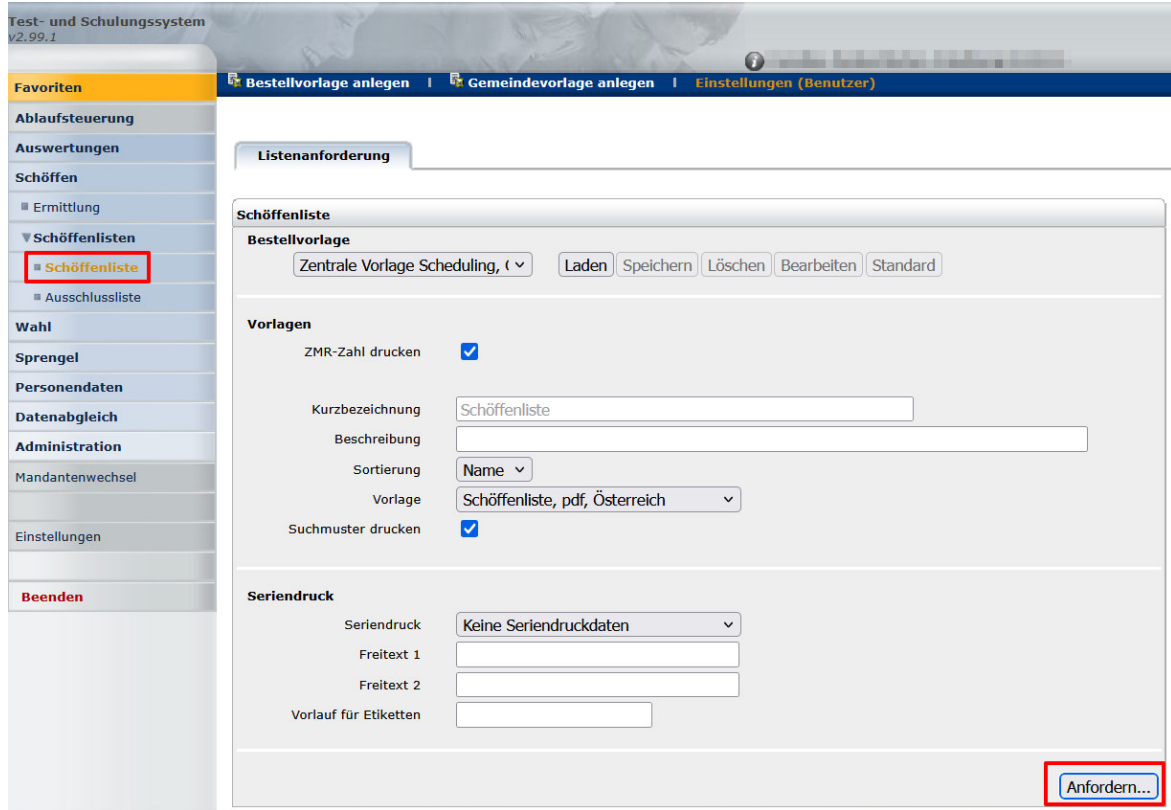 Test- und Schulungssystem
v2.99.1
Favoriten
Ablaufsteuerung
Auswertungen
Schöffen
Ermittlung
Schöffenlisten
Schöffenliste
Ausschlussliste
Wahl
Sprengel
Personendaten
Datenabgleich
Administration
Mandantenwechsel
Einstellungen
Beenden
Bestellvorlage anlegen | Gemeindevorlage anlegen | Einstellungen (Benutzer)
Listenanforderung
Schöffenliste
Bestellvorlage
Zentrale Vorlage Scheduling, ( Laden Speichern Löschen Bearbeiten Standard
Vorlagen
ZMR-Zahl drucken
Kurzbezeichnung Schöffenliste
Beschreibung
Sortierung Name
Vorlage Schöffenliste, pdf, Österreich
Suchmuster drucken
Seriendruck
Seriendruck Keine Seriendruckdaten
Freitext 1
Freitext 2
Vorlauf für Etiketten
Anfordern...